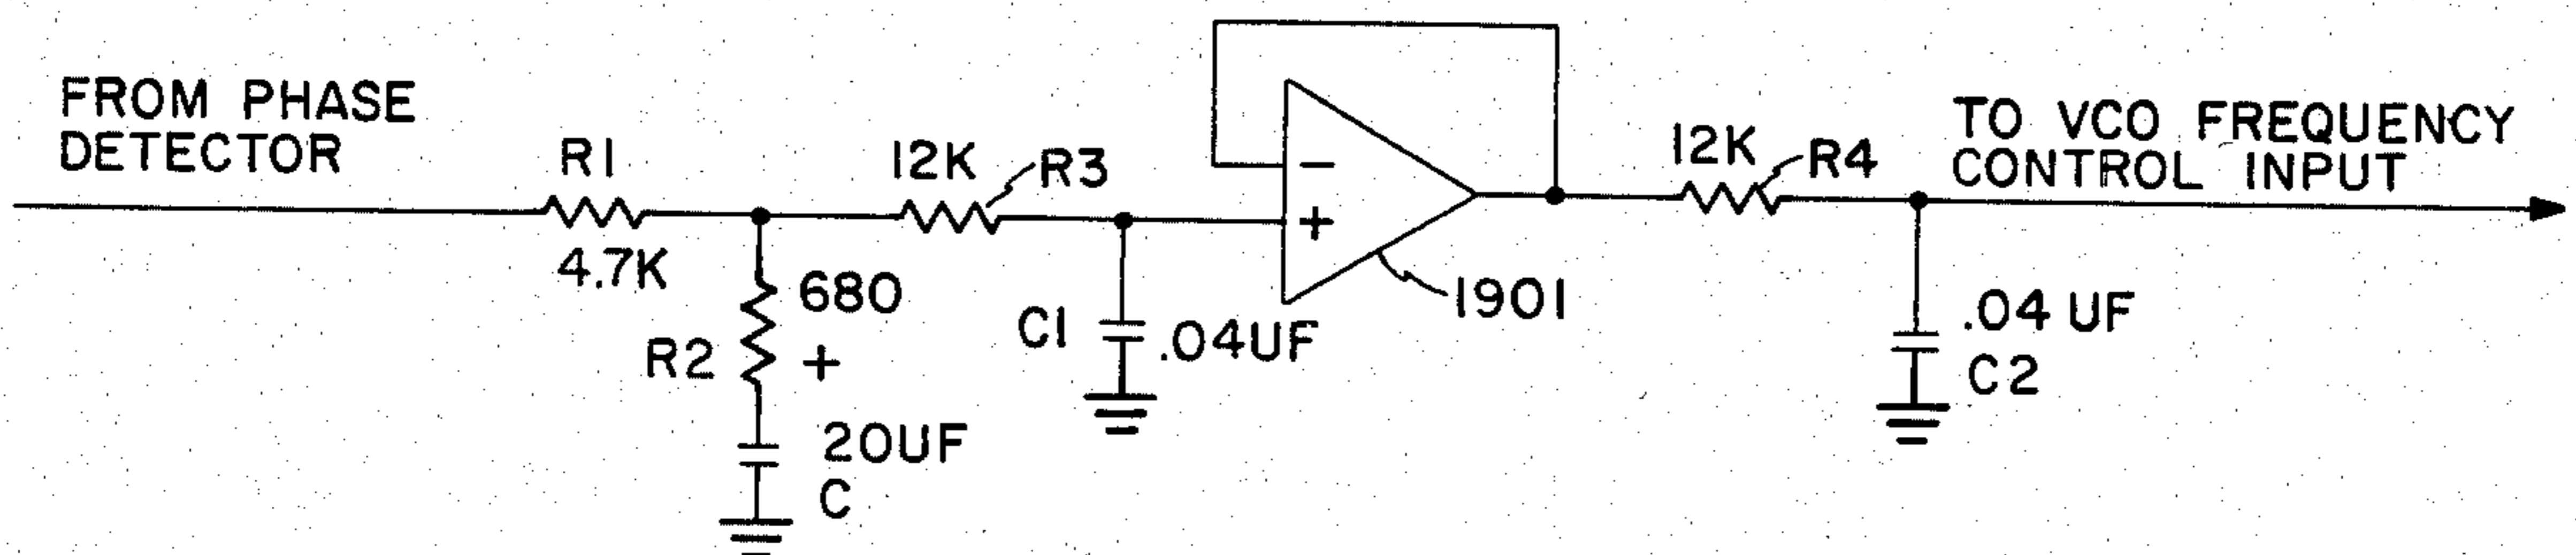 FROM PHASE
DETECTOR
R1
4.7K
12K
R3
680
R2
+
20UF
C
C1
.04UF
−
+
1901
12K
R4
TO VCO FREQUENCY
CONTROL INPUT
.04 UF
C2